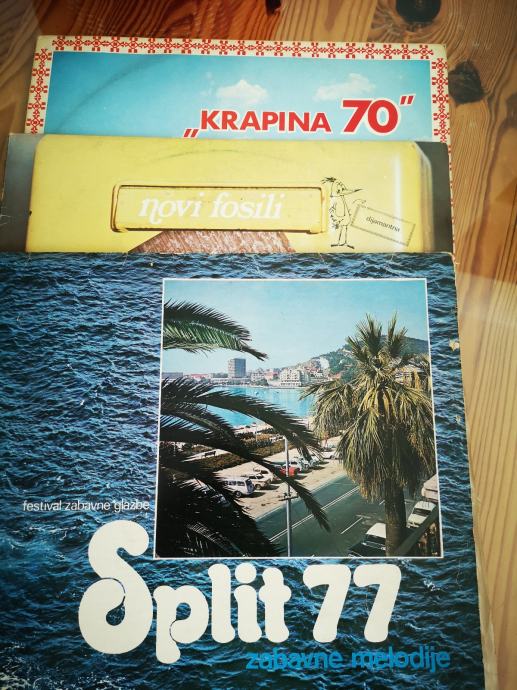 „KRAPINA 70”
novi fosili
dijamantna
festival zabavne glazbe
Split 77
zabavne melodije